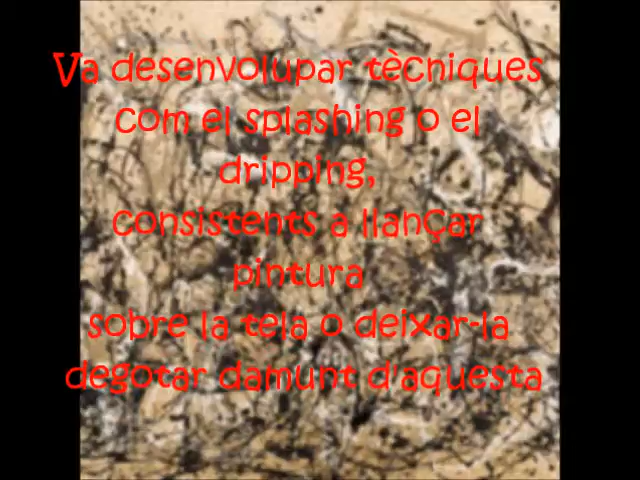 Va desenvolupar tècniques
com el splashing o el
dripping,
consistents a llançar
pintura
sobre la tela o deixar-la
degotar damunt d'aquesta